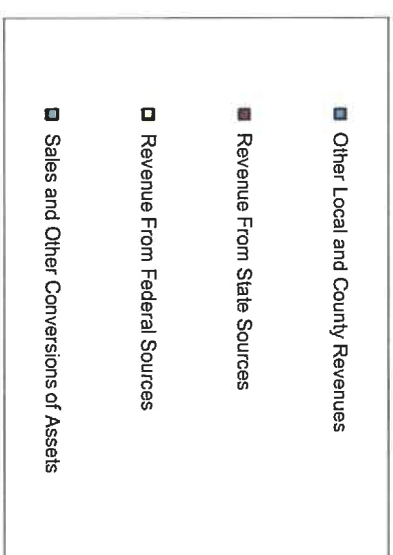 Other Local and County Revenues
Revenue From State Sources
Revenue From Federal Sources
Sales and Other Conversions of Assets